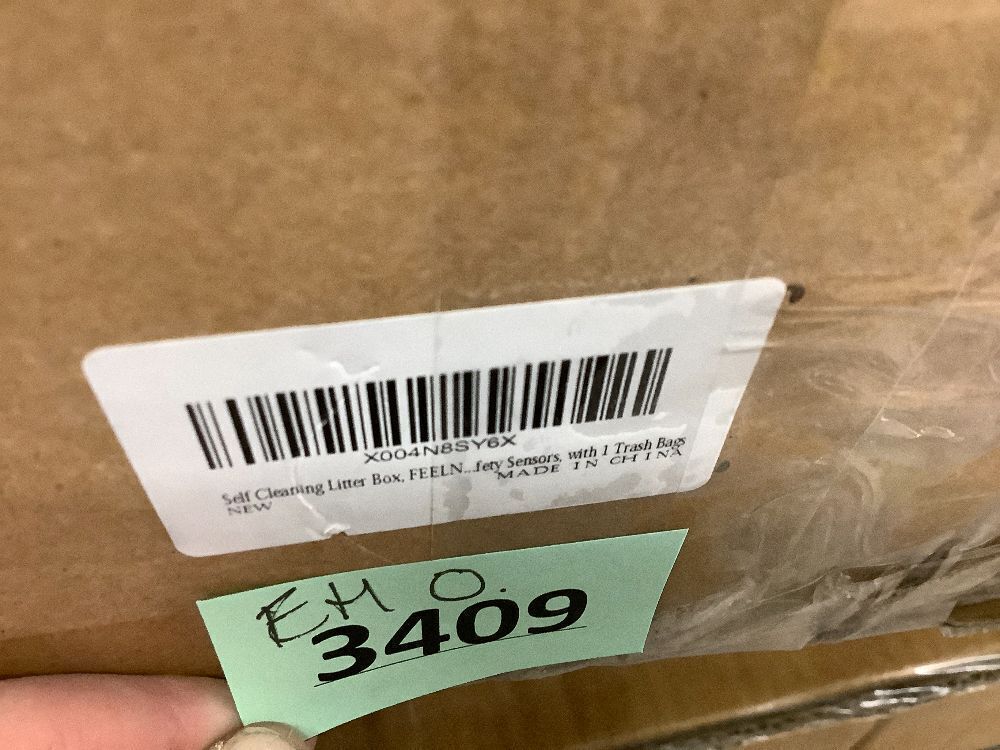 X004N8SY6X
Self Cleaning Litter Box, FEELN...fety Sensors, with 1 Trash Bags
NEW
MADE IN CHINA
EH O.
3409